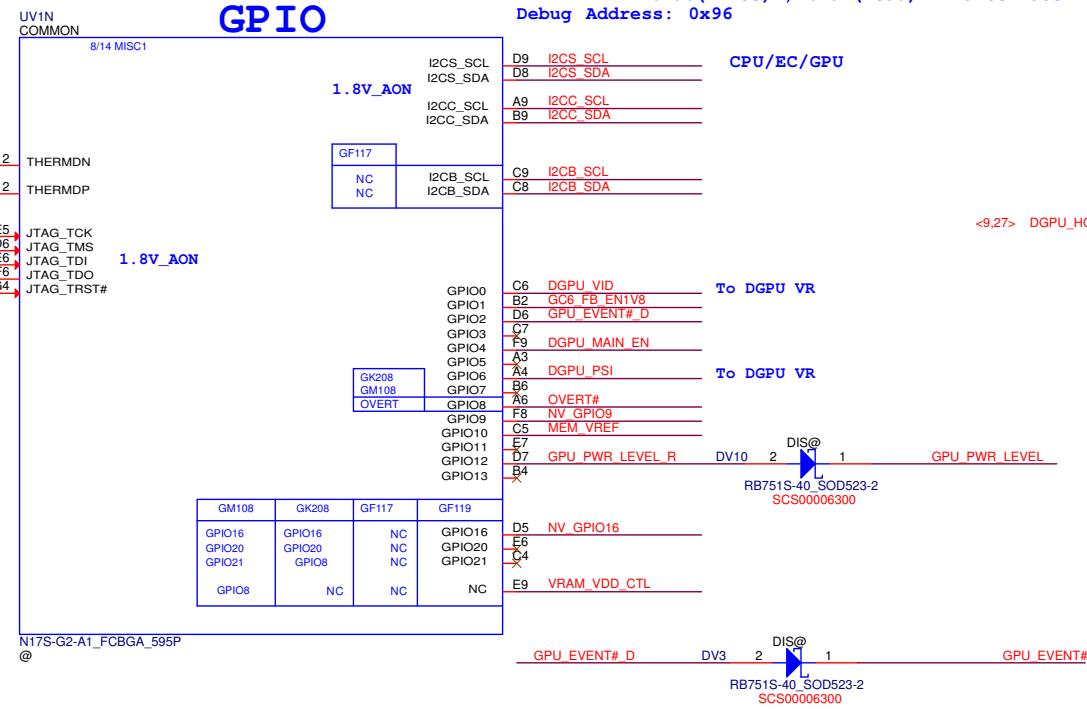 UV1N
COMMON
GPIO
Debug Address: 0x96
8/14 MISC1
1.8V_AON
I2CS_SCL D9 I2CS_SCL
I2CS_SDA D8 I2CS_SDA
CPU/EC/GPU
I2CC_SCL A9 I2CC_SCL
I2CC_SDA B9 I2CC_SDA
GF117
NC I2CB_SCL C9 I2CB_SCL
NC I2CB_SDA C8 I2CB_SDA
2 THERMDN
2 THERMDP
JTAG_TCK
JTAG_TMS
JTAG_TDI
JTAG_TDO
JTAG_TRST#
1.8V_AON
<9,27>
GPIO0 C6 DGPU_VID To DGPU VR
GPIO1 B2 GC6_FB_EN1V8
GPIO2 D6 GPU_EVENT#_D
GPIO3 C7
GPIO4 F9 DGPU_MAIN_EN
GPIO5 A3
GPIO6 A4 DGPU_PSI To DGPU VR
GPIO7 B6
GK208
GM108
OVERT GPIO8 A6 OVERT#
GPIO9 F8 NV_GPIO9
GPIO10 C5 MEM_VREF
GPIO11 E7
GPIO12 D7 GPU_PWR_LEVEL_R DV10 2 1 GPU_PWR_LEVEL
GPIO13 B4
DIS@
RB751S-40_SOD523-2
SCS00006300
GM108 GK208 GF117 GF119
GPIO16 GPIO16 NC GPIO16 D5 NV_GPIO16
GPIO20 GPIO20 NC GPIO20 E6
GPIO21 GPIO8 NC GPIO21 C4
GPIO8 NC NC NC E9 VRAM_VDD_CTL
N17S-G2-A1_FCBGA_595P
@
DIS@
GPU_EVENT#_D DV3 2 1 GPU_EVENT#
RB751S-40_SOD523-2
SCS00006300